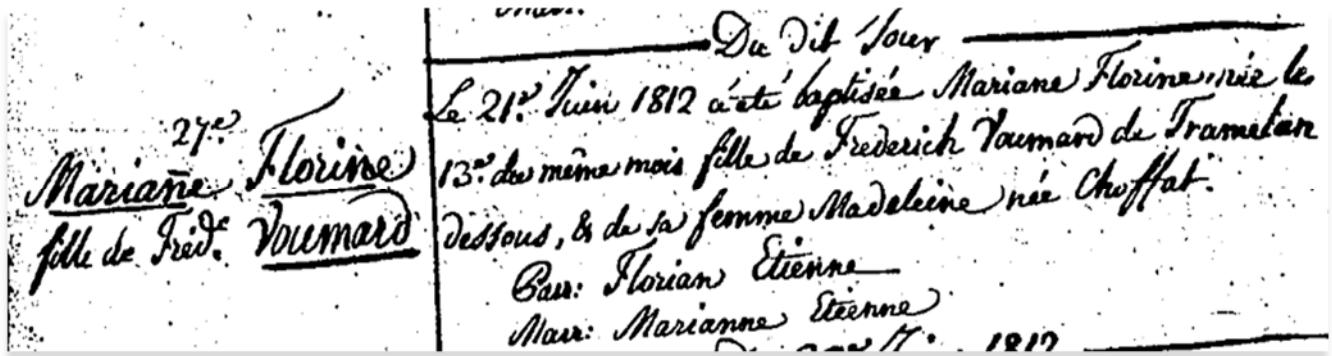 27.e
Mariane Florine
fille de Fréd.c Voumard
Du dit Jour
Le 21.e Juin 1812 a été baptisée Mariane Florine, née le
13.e du même mois fille de Frederich Voumard de Tramelan
dessous, & de sa femme Madeleine née Choffat.
Parr: Florian Etienne
Marr: Marianne Etienne
1812